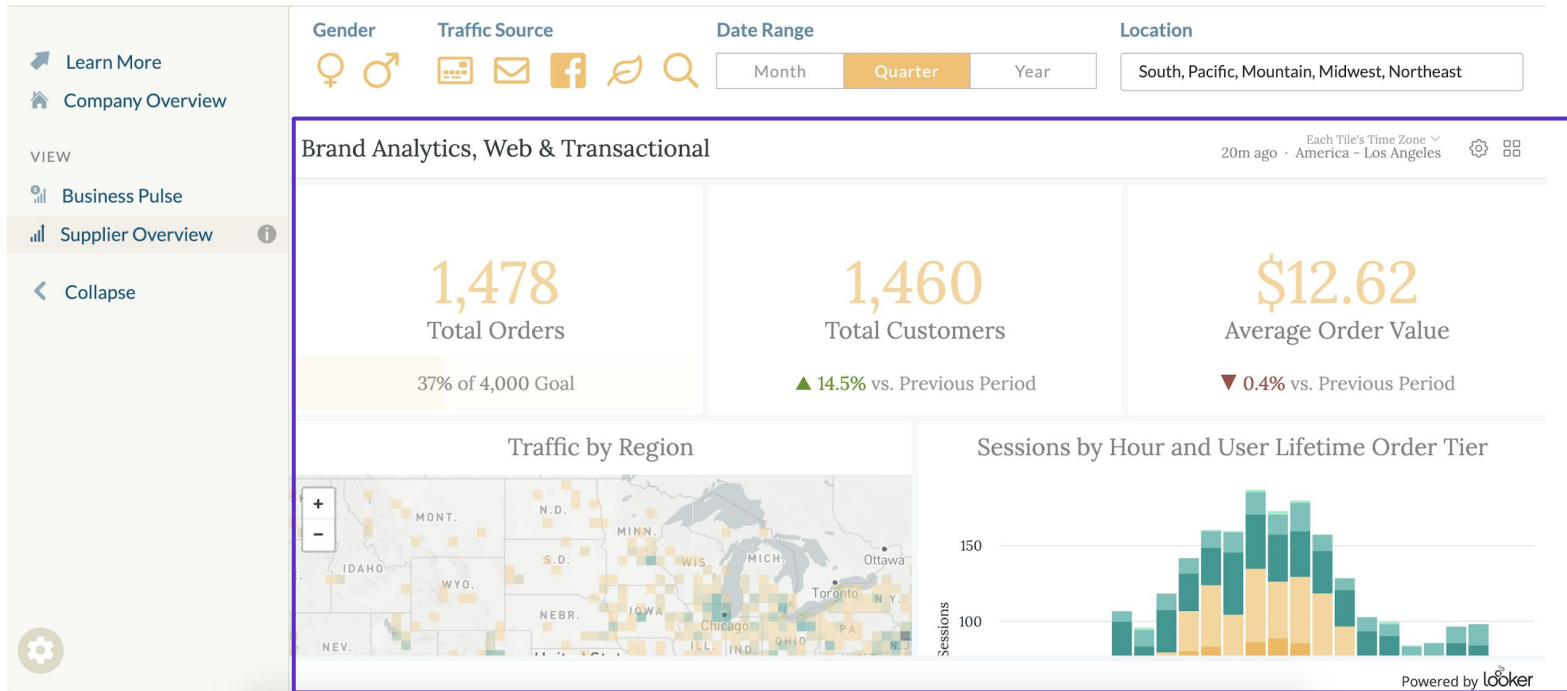 Learn More
Company Overview
VIEW
Business Pulse
Supplier Overview
Collapse
Gender
Traffic Source
Date Range
Location
Month
Quarter
Year
South, Pacific, Mountain, Midwest, Northeast
Brand Analytics, Web & Transactional
Each Tile's Time Zone
20m ago · America - Los Angeles
1,478
Total Orders
37% of 4,000 Goal
1,460
Total Customers
▲ 14.5% vs. Previous Period
$12.62
Average Order Value
▼ 0.4% vs. Previous Period
Traffic by Region
+
−
MONT.
N.D.
MINN.
IDAHO
S.D.
WIS.
MICH.
Ottawa
WYO.
Toronto
N.Y.
NEBR.
IOWA
Chicago
PA.
NEV.
ILL.
IND.
OHIO
N.J.
Sessions by Hour and User Lifetime Order Tier
150
100
Sessions
Powered by looker